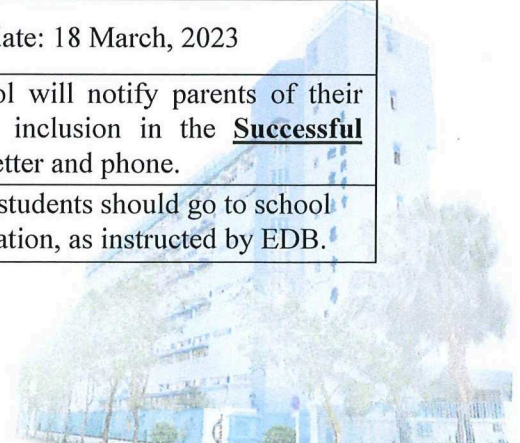 ate: 18 March, 2023
ol will notify parents of their
inclusion in the Successful
etter and phone.
students should go to school
ation, as instructed by EDB.